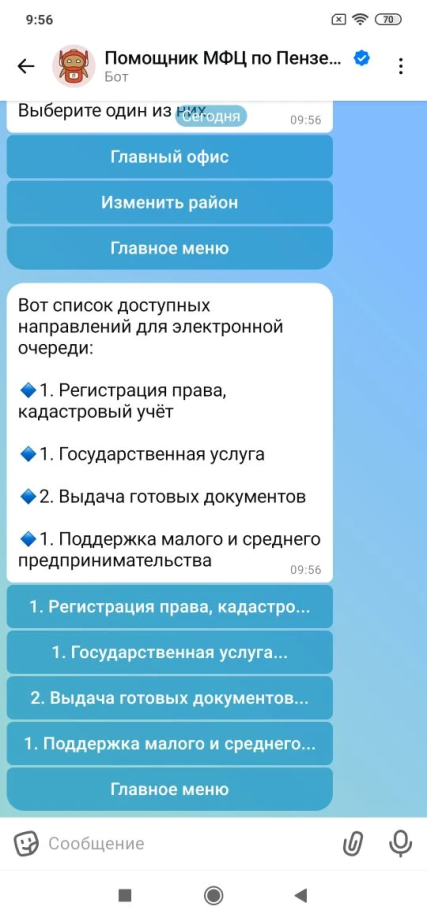 9:56
70
Помощник МФЦ по Пензе...
Бот
Выберите один из них
Сегодня
09:56
Главный офис
Изменить район
Главное меню
Вот список доступных
направлений для электронной
очереди:
1. Регистрация права,
кадастровый учёт
1. Государственная услуга
2. Выдача готовых документов
1. Поддержка малого и среднего
предпринимательства
09:56
1. Регистрация права, кадастро...
1. Государственная услуга...
2. Выдача готовых документов...
1. Поддержка малого и среднего...
Главное меню
Сообщение